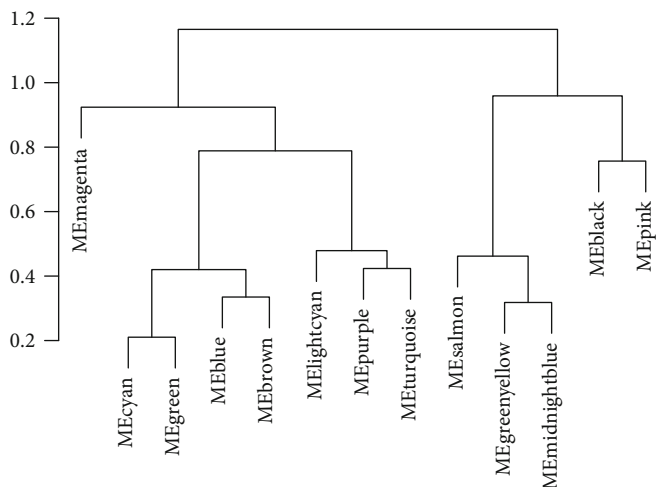 1.2
1.0
0.8
0.6
0.4
0.2
MEmagenta
MEcyan
MEgreen
MEblue
MEbrown
MElightcyan
MEpurple
MEturquoise
MEsalmon
MEgreenyellow
MEmidnightblue
MEblack
MEpink